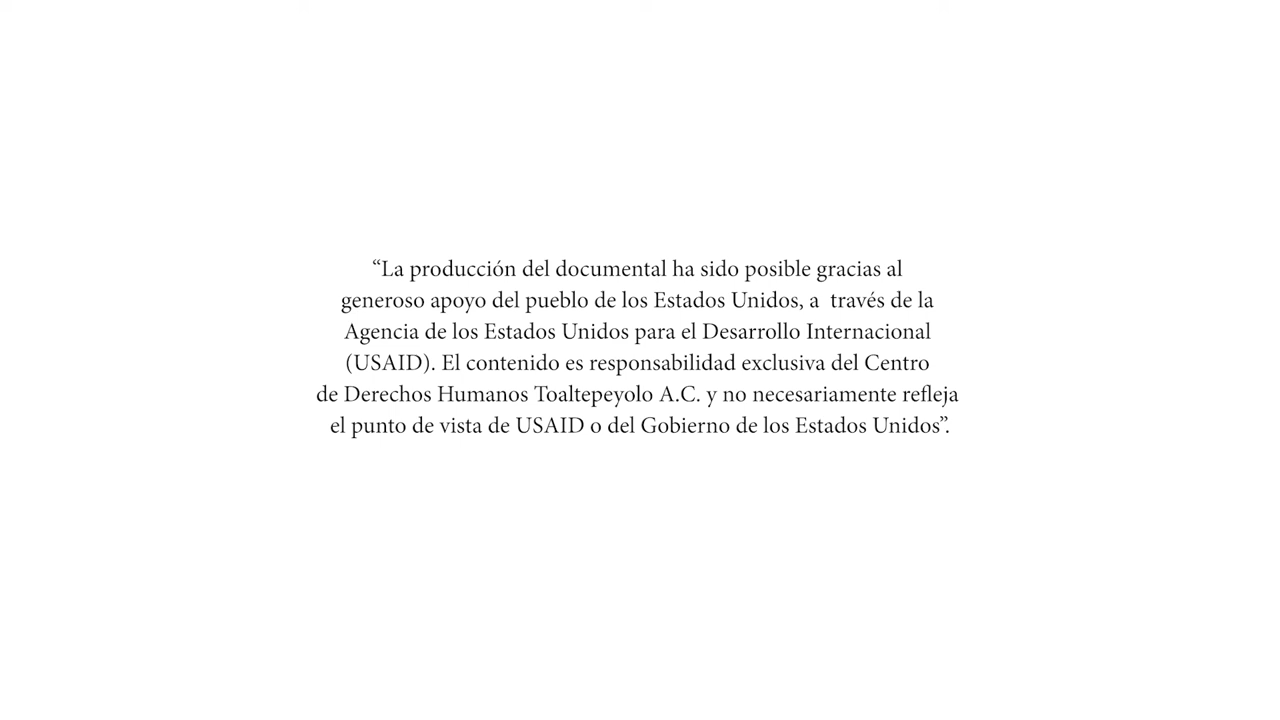 “La producción del documental ha sido posible gracias al
generoso apoyo del pueblo de los Estados Unidos, a  través de la
Agencia de los Estados Unidos para el Desarrollo Internacional
(USAID). El contenido es responsabilidad exclusiva del Centro
de Derechos Humanos Toaltepeyolo A.C. y no necesariamente refleja
el punto de vista de USAID o del Gobierno de los Estados Unidos”.